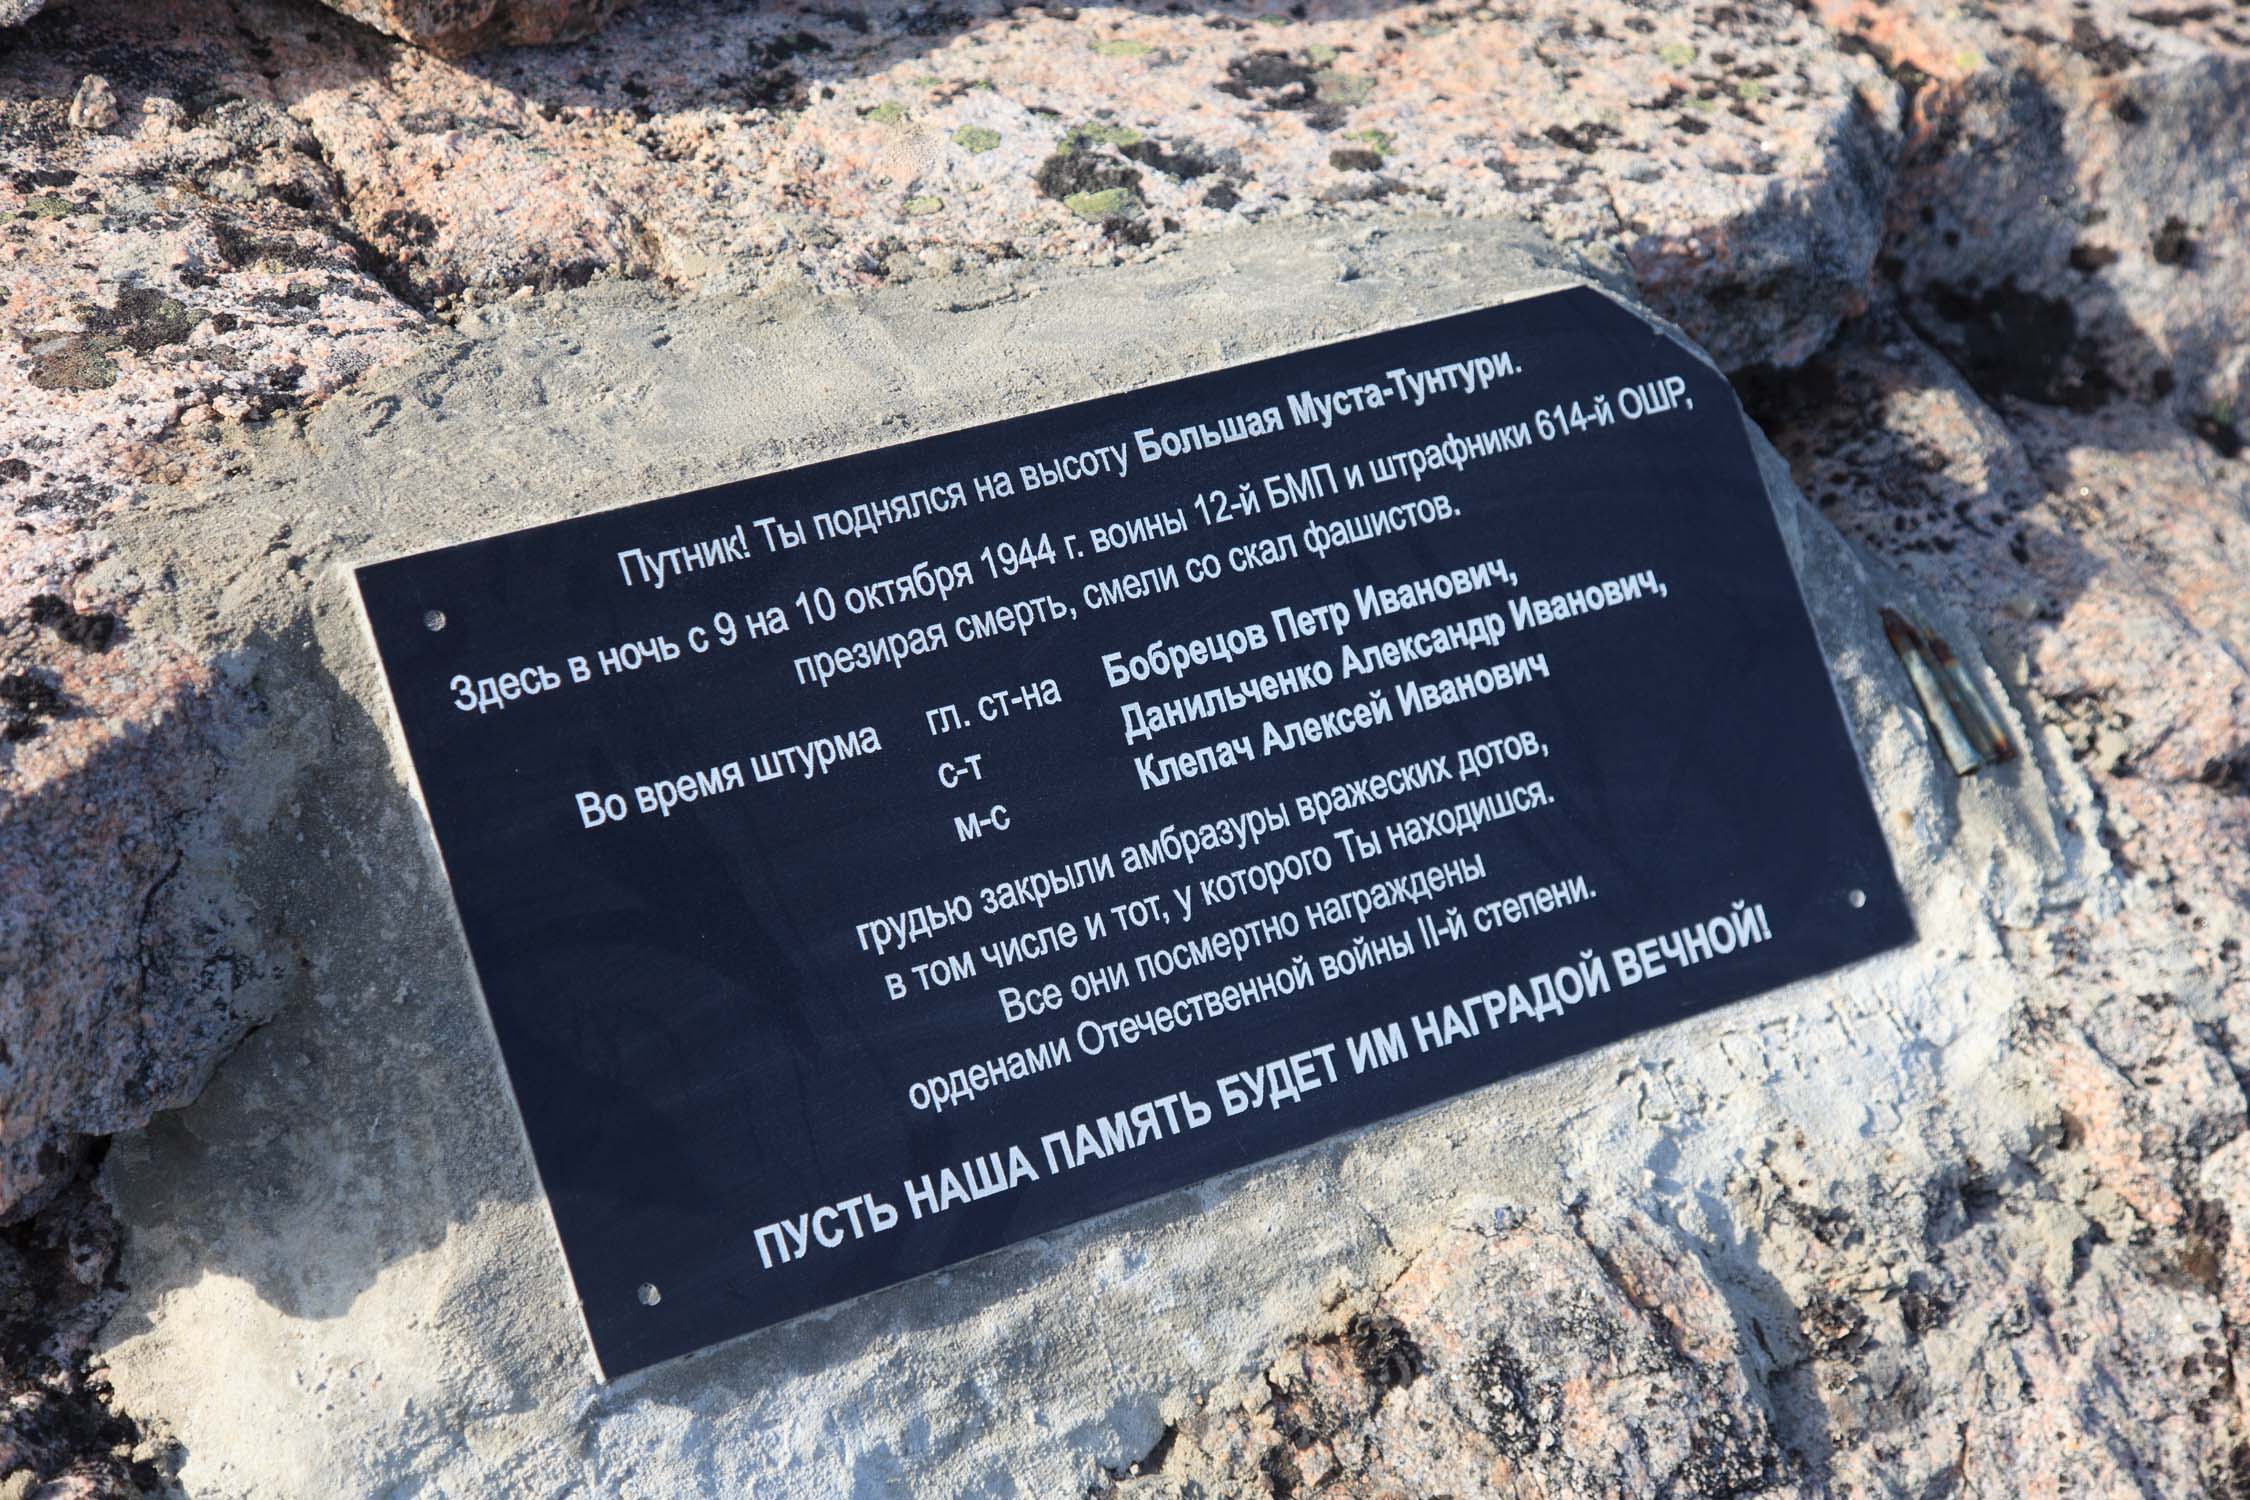 Путник! Ты поднялся на высоту Большая Муста-Тунтури.
Здесь в ночь с 9 на 10 октября 1944 г. воины 12-й БМП и штрафники 614-й ОШР,
презирая смерть, смели со скал фашистов.
Во время штурма гл. ст-на Бобрецов Петр Иванович,
с-т Данильченко Александр Иванович,
м-с Клепач Алексей Иванович
грудью закрыли амбразуры вражеских дотов,
в том числе и тот, у которого Ты находишся.
Все они посмертно награждены
орденами Отечественной войны II-й степени.
ПУСТЬ НАША ПАМЯТЬ БУДЕТ ИМ НАГРАДОЙ ВЕЧНОЙ!